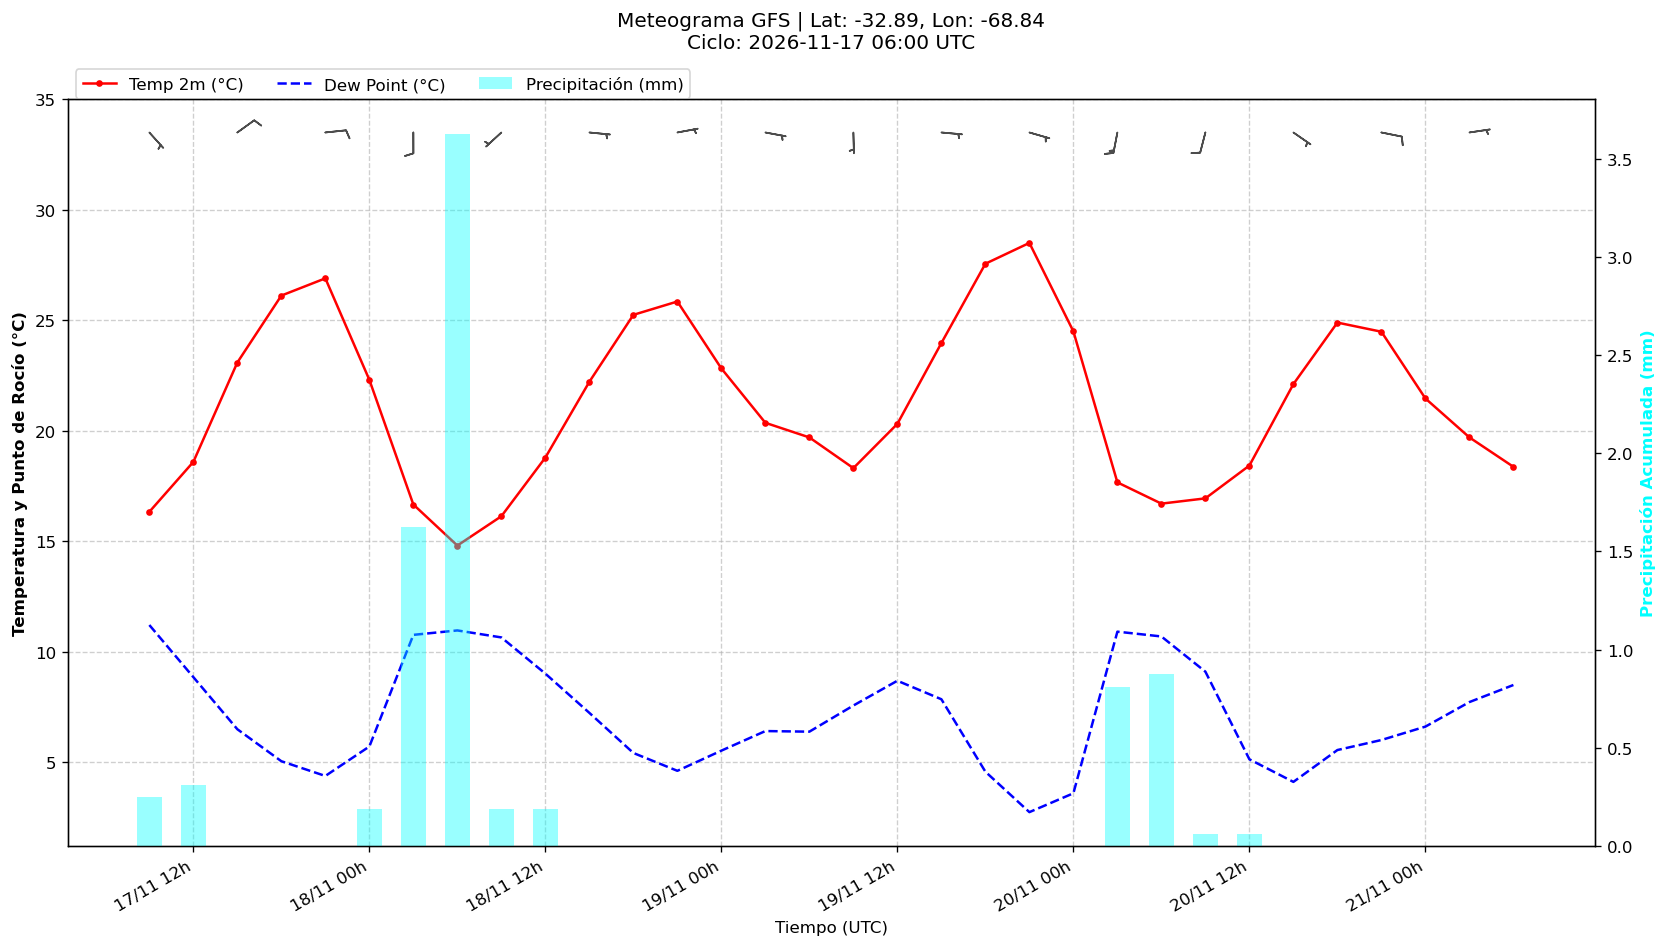 Meteograma GFS | Lat: -32.89, Lon: -68.84
Ciclo: 2026-11-17 06:00 UTC
Temp 2m (°C)
Dew Point (°C)
Precipitación (mm)
Temperatura y Punto de Rocío (°C)
35
30
25
20
15
10
5
3.5
3.0
2.5
2.0
1.5
1.0
0.5
0.0
Precipitación Acumulada (mm)
17/11 12h
18/11 00h
18/11 12h
19/11 00h
19/11 12h
20/11 00h
20/11 12h
21/11 00h
Tiempo (UTC)